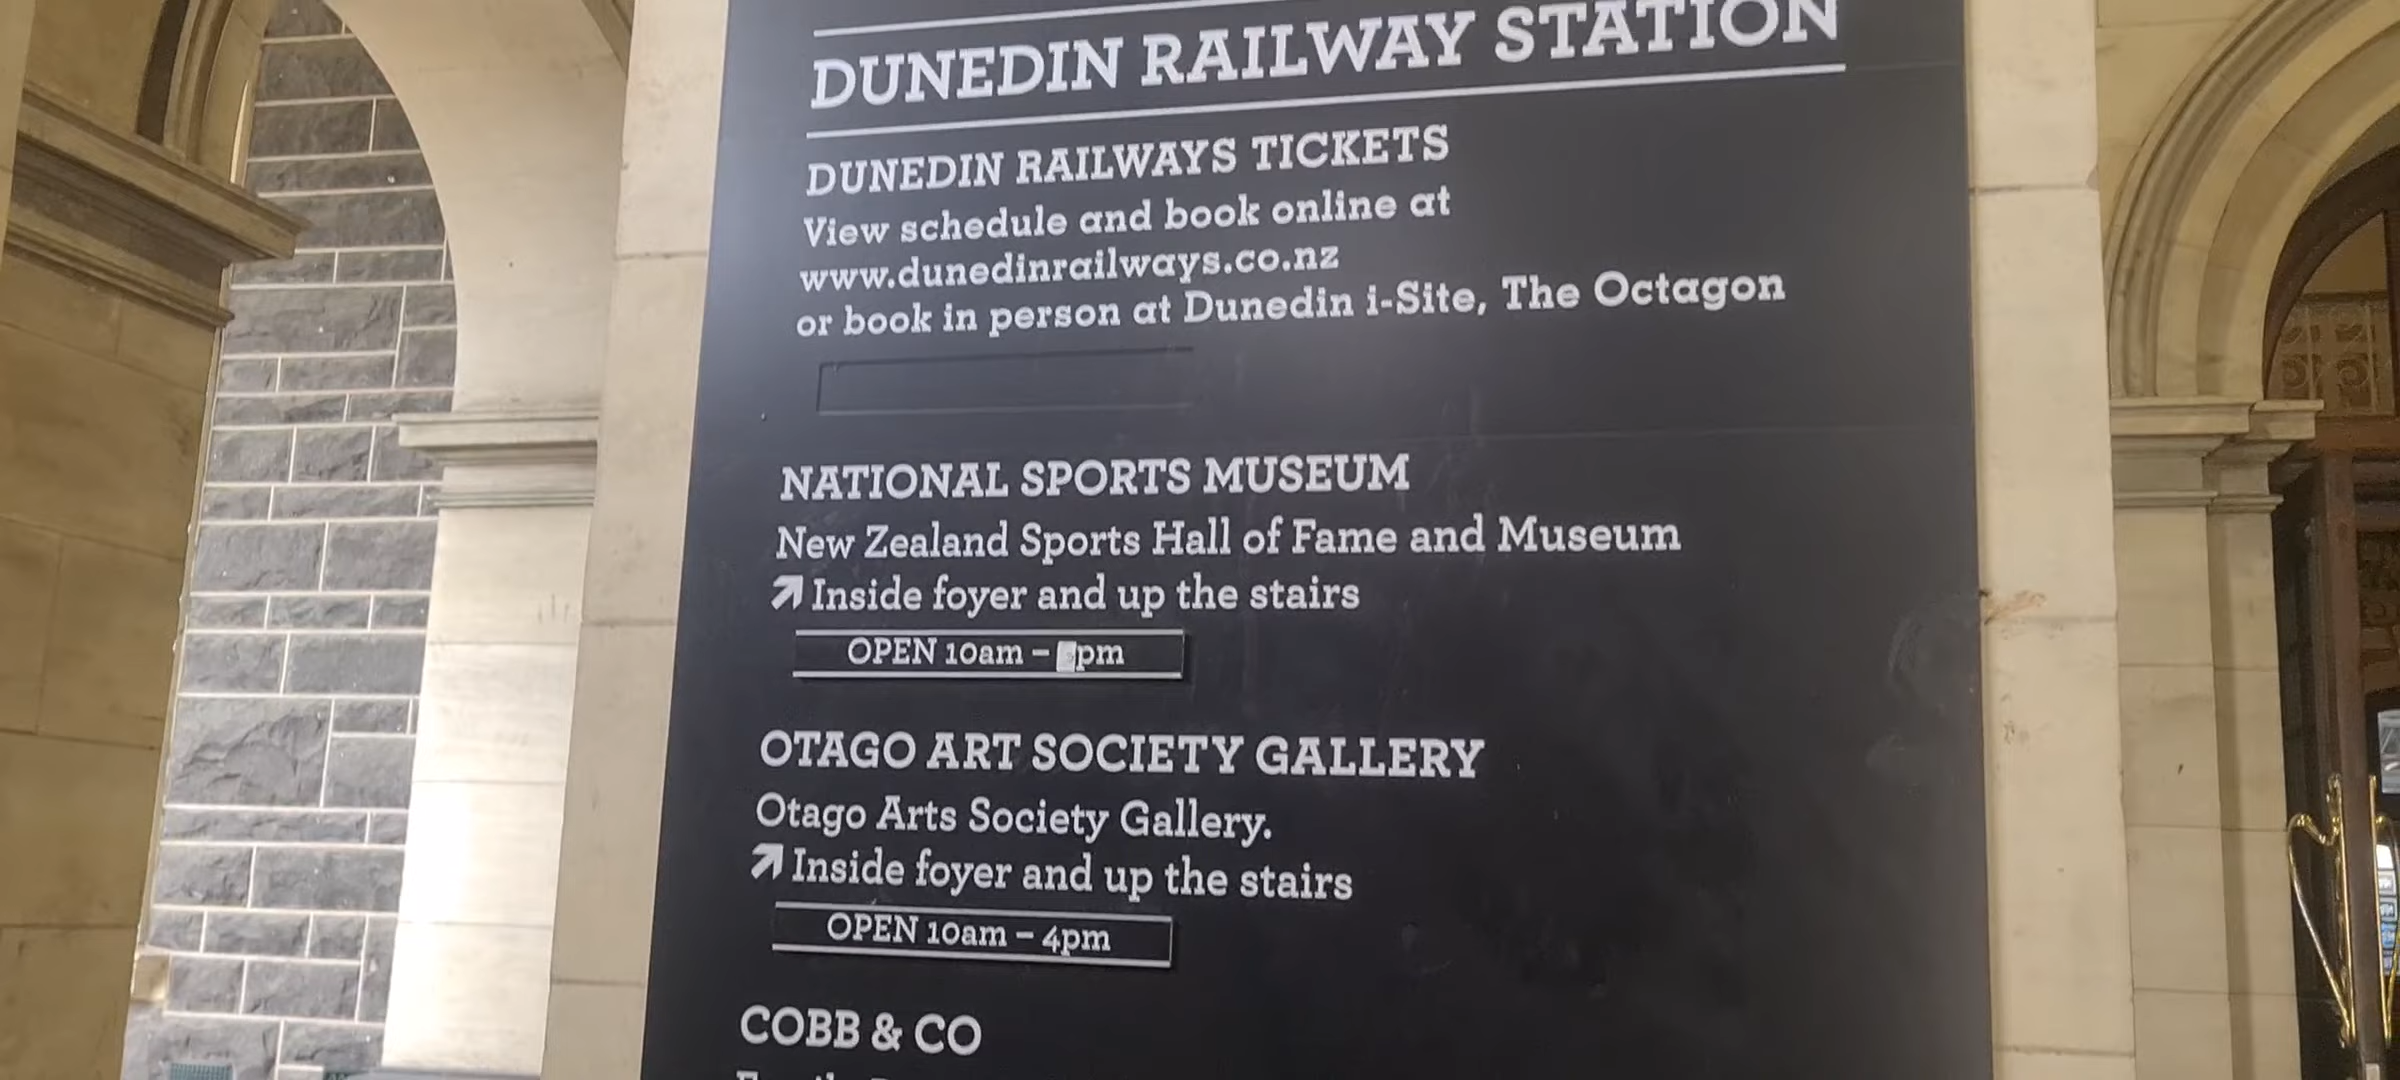 DUNEDIN RAILWAY STATION
DUNEDIN RAILWAYS TICKETS
View schedule and book online at
www.dunedinrailways.co.nz
or book in person at Dunedin i-Site, The Octagon
NATIONAL SPORTS MUSEUM
New Zealand Sports Hall of Fame and Museum
↗ Inside foyer and up the stairs
OPEN 10am – pm
OTAGO ART SOCIETY GALLERY
Otago Arts Society Gallery.
↗ Inside foyer and up the stairs
OPEN 10am – 4pm
COBB & CO